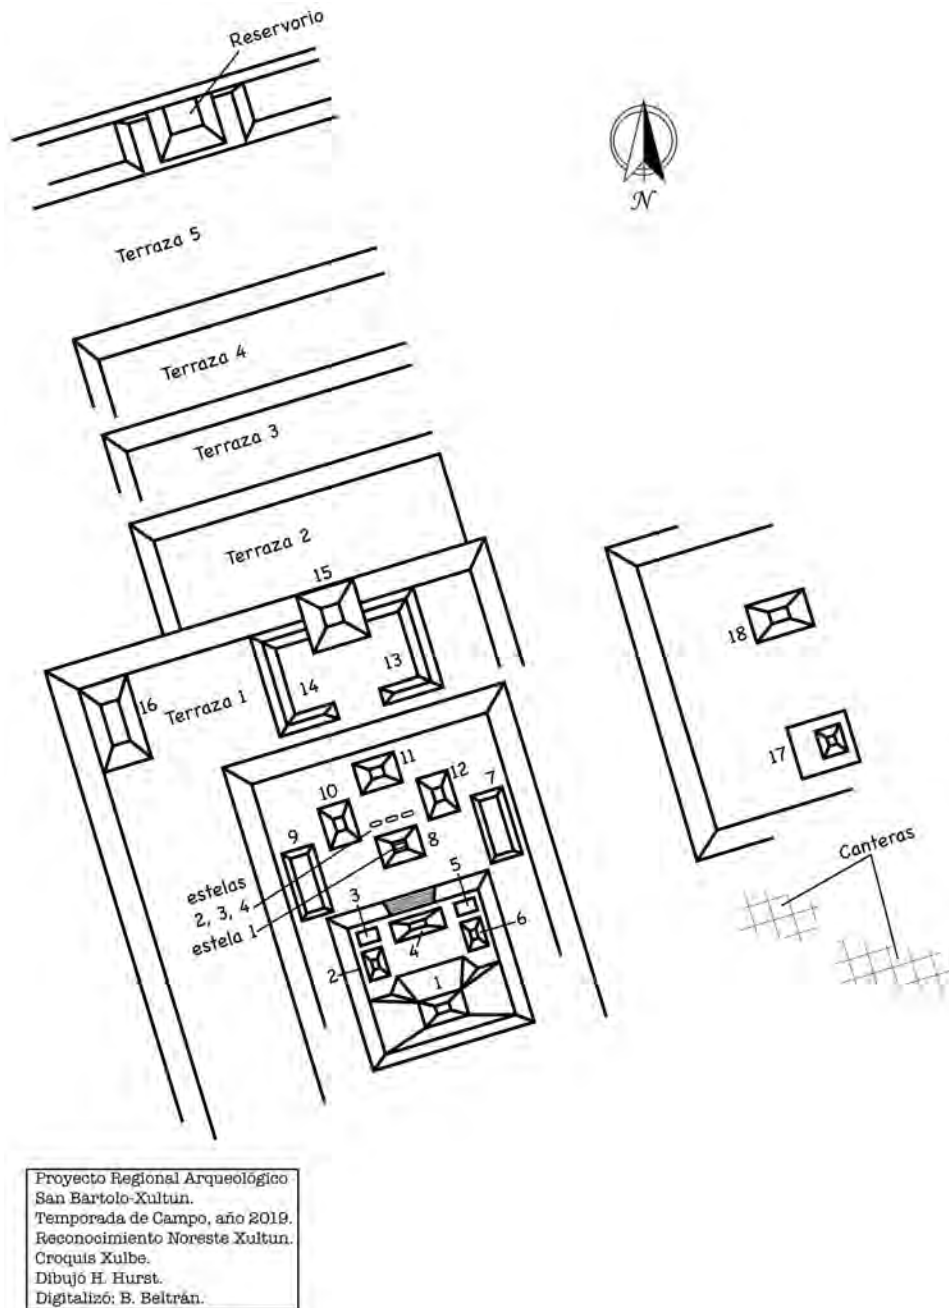 Reservorio
N
Terraza 5
Terraza 4
Terraza 3
Terraza 2
15
18
13
14
16
Terraza 1
17
11
12
7
10
9
8
Canteras
estelas
2, 3, 4
estela 1
5
3
6
4
2
1
Proyecto Regional Arqueológico
San Bartolo-Xultun.
Temporada de Campo, año 2019.
Reconocimiento Noreste Xultun.
Croquis Xulbe.
Dibujó H. Hurst.
Digitalizó: B. Beltrán.